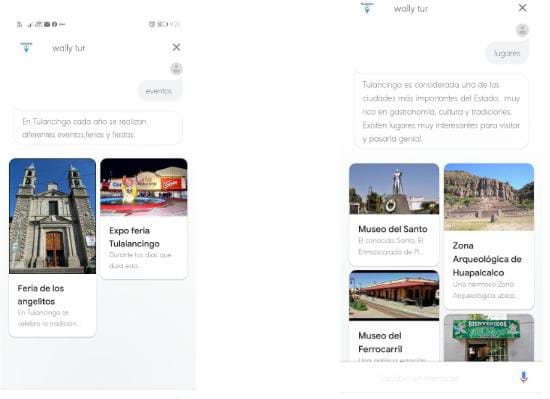 9:25
wally tur
eventos
En Tulancingo cada año se realizan
diferentes eventos,ferias y fiestas.
Feria de los
angelitos
En Tulancingo se
celebra la tradicion...
Expo feria
Tulalancingo
Durante los días que
dura esta...
wally tur
lugares
Tulancingo es considerada una de las
ciudades más importantes del Estado, muy
rico en gastronomía, cultura y tradiciones.
Existen lugares muy interesantes para visitar
y pasarla genial.
Museo del Santo
El conocido Santo, El
Enmascarado de Pl...
Zona
Arqueológica de
Huapalcalco
Una hermosa Zona
Arqueológica ubica...
Museo del
Ferrocarril
Una antigua estación
BIENVENIDOS
Escribir un mensaje